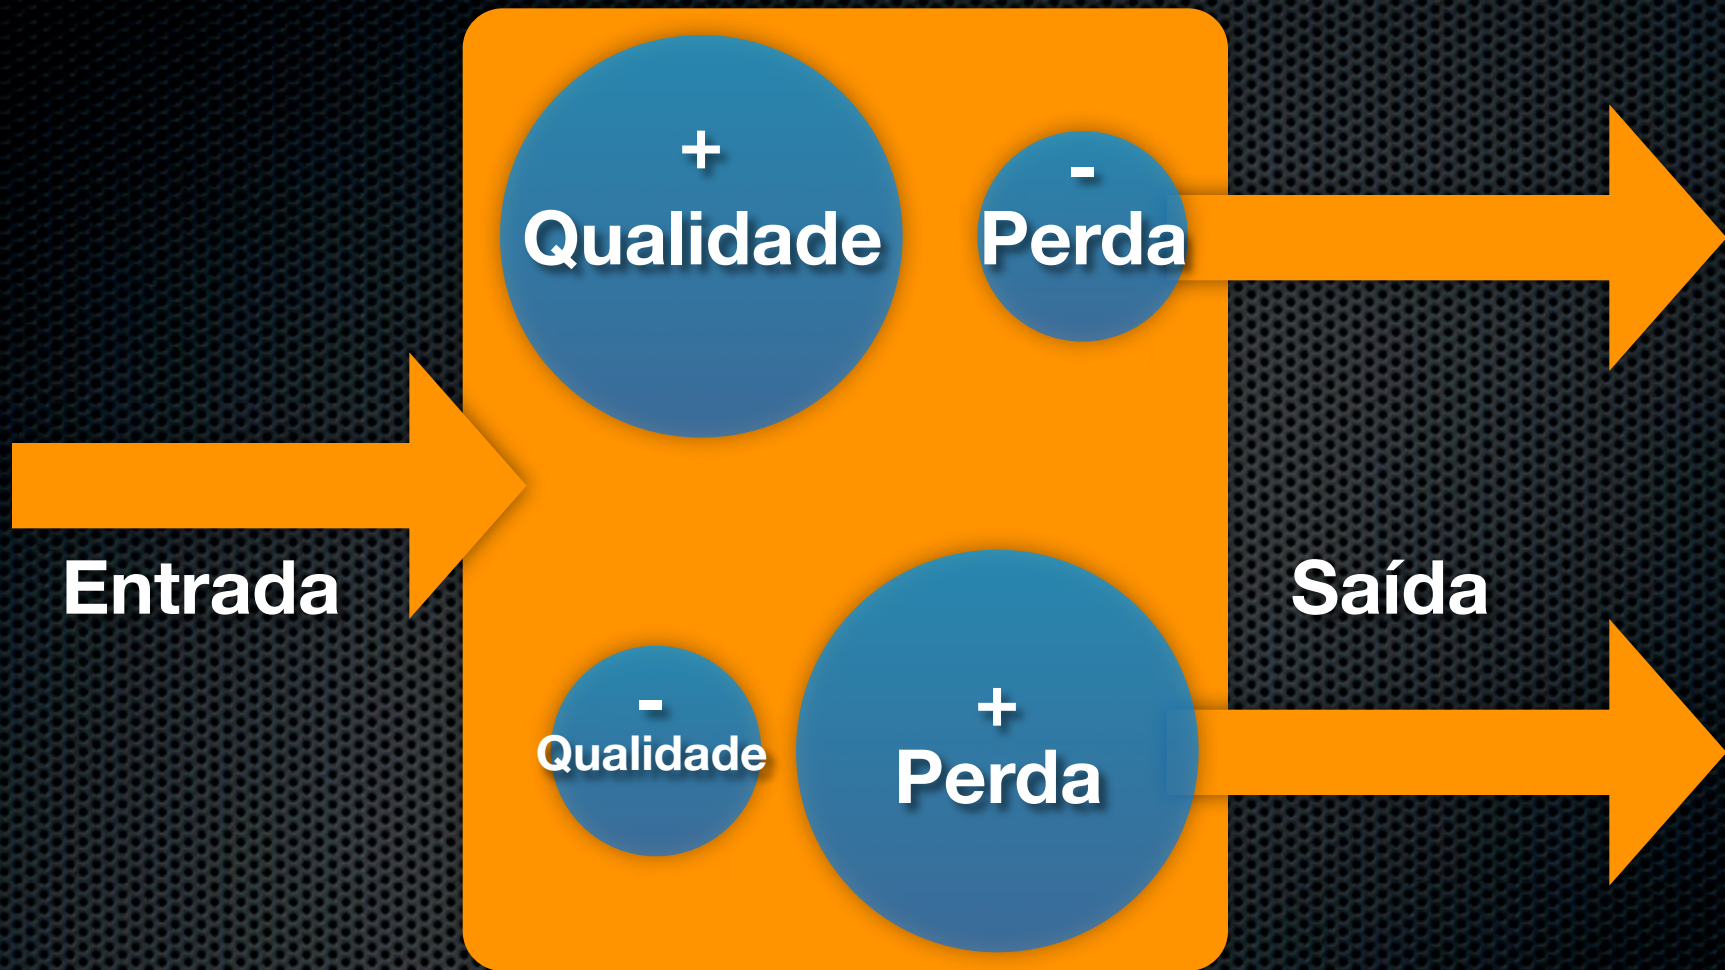 +
Qualidade
-
Perda
Entrada
Saída
-
Qualidade
+
Perda